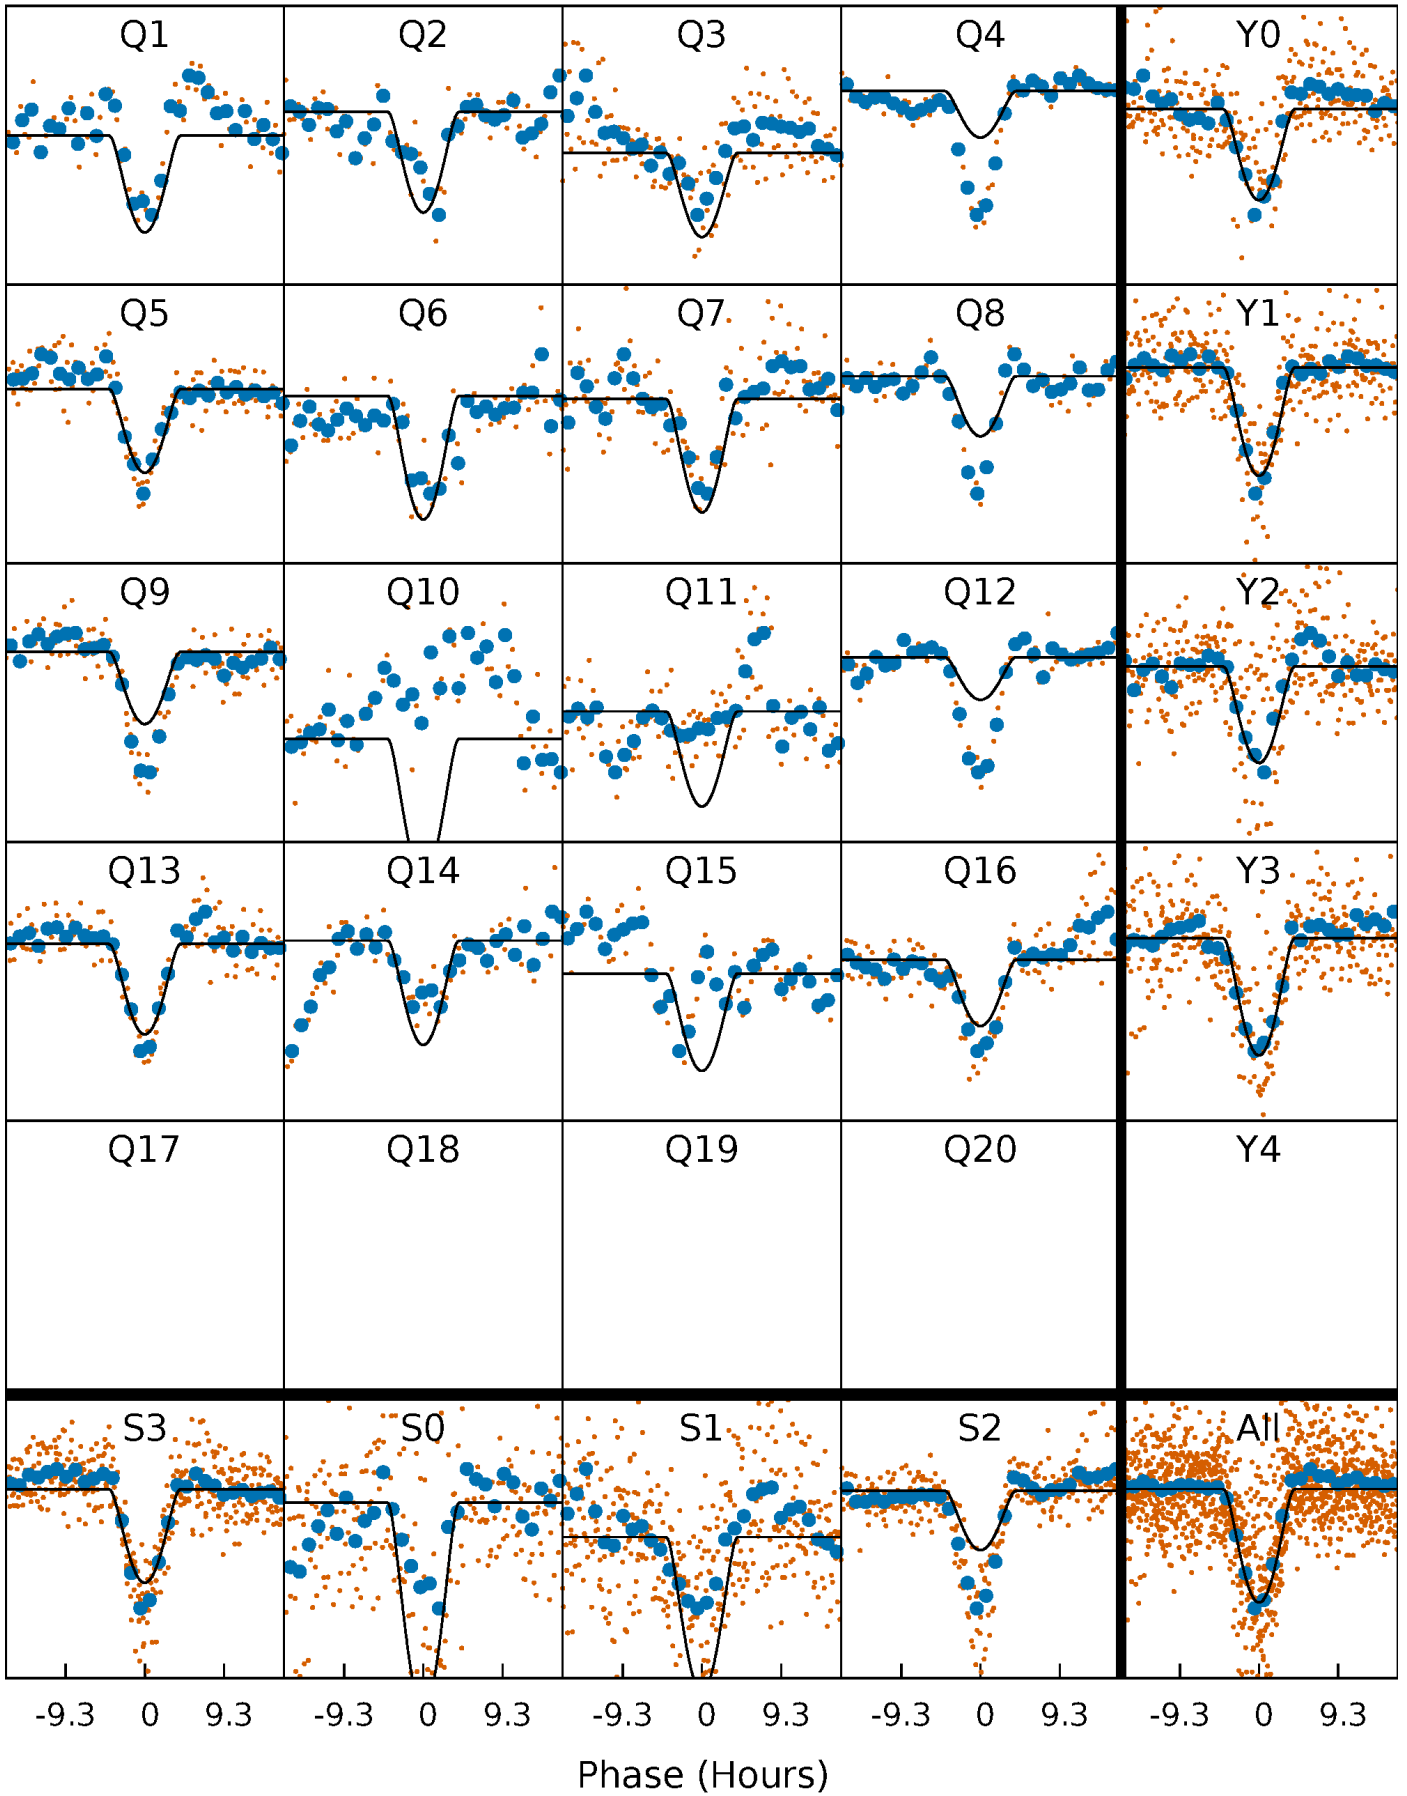 Q1 Q2 Q3 Q4 Y0
Q5 Q6 Q7 Q8 Y1
Q9 Q10 Q11 Q12 Y2
Q13 Q14 Q15 Q16 Y3
Q17 Q18 Q19 Q20 Y4
S3 S0 S1 S2 All
-9.3 0 9.3 -9.3 0 9.3 -9.3 0 9.3 -9.3 0 9.3 -9.3 0 9.3
Phase (Hours)